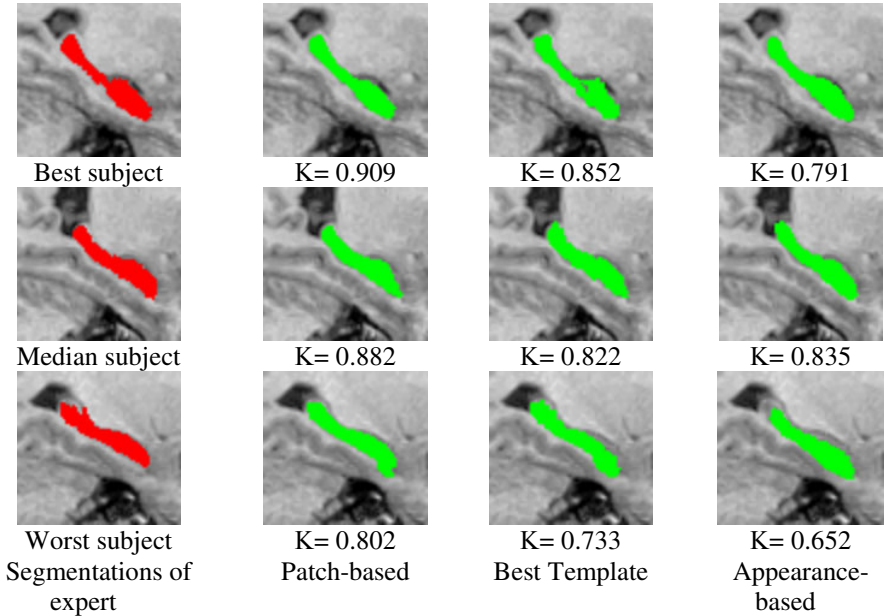 Best subject K= 0.909 K= 0.852 K= 0.791
Median subject K= 0.882 K= 0.822 K= 0.835
Worst subject K= 0.802 K= 0.733 K= 0.652
Segmentations of expert Patch-based Best Template Appearance-based